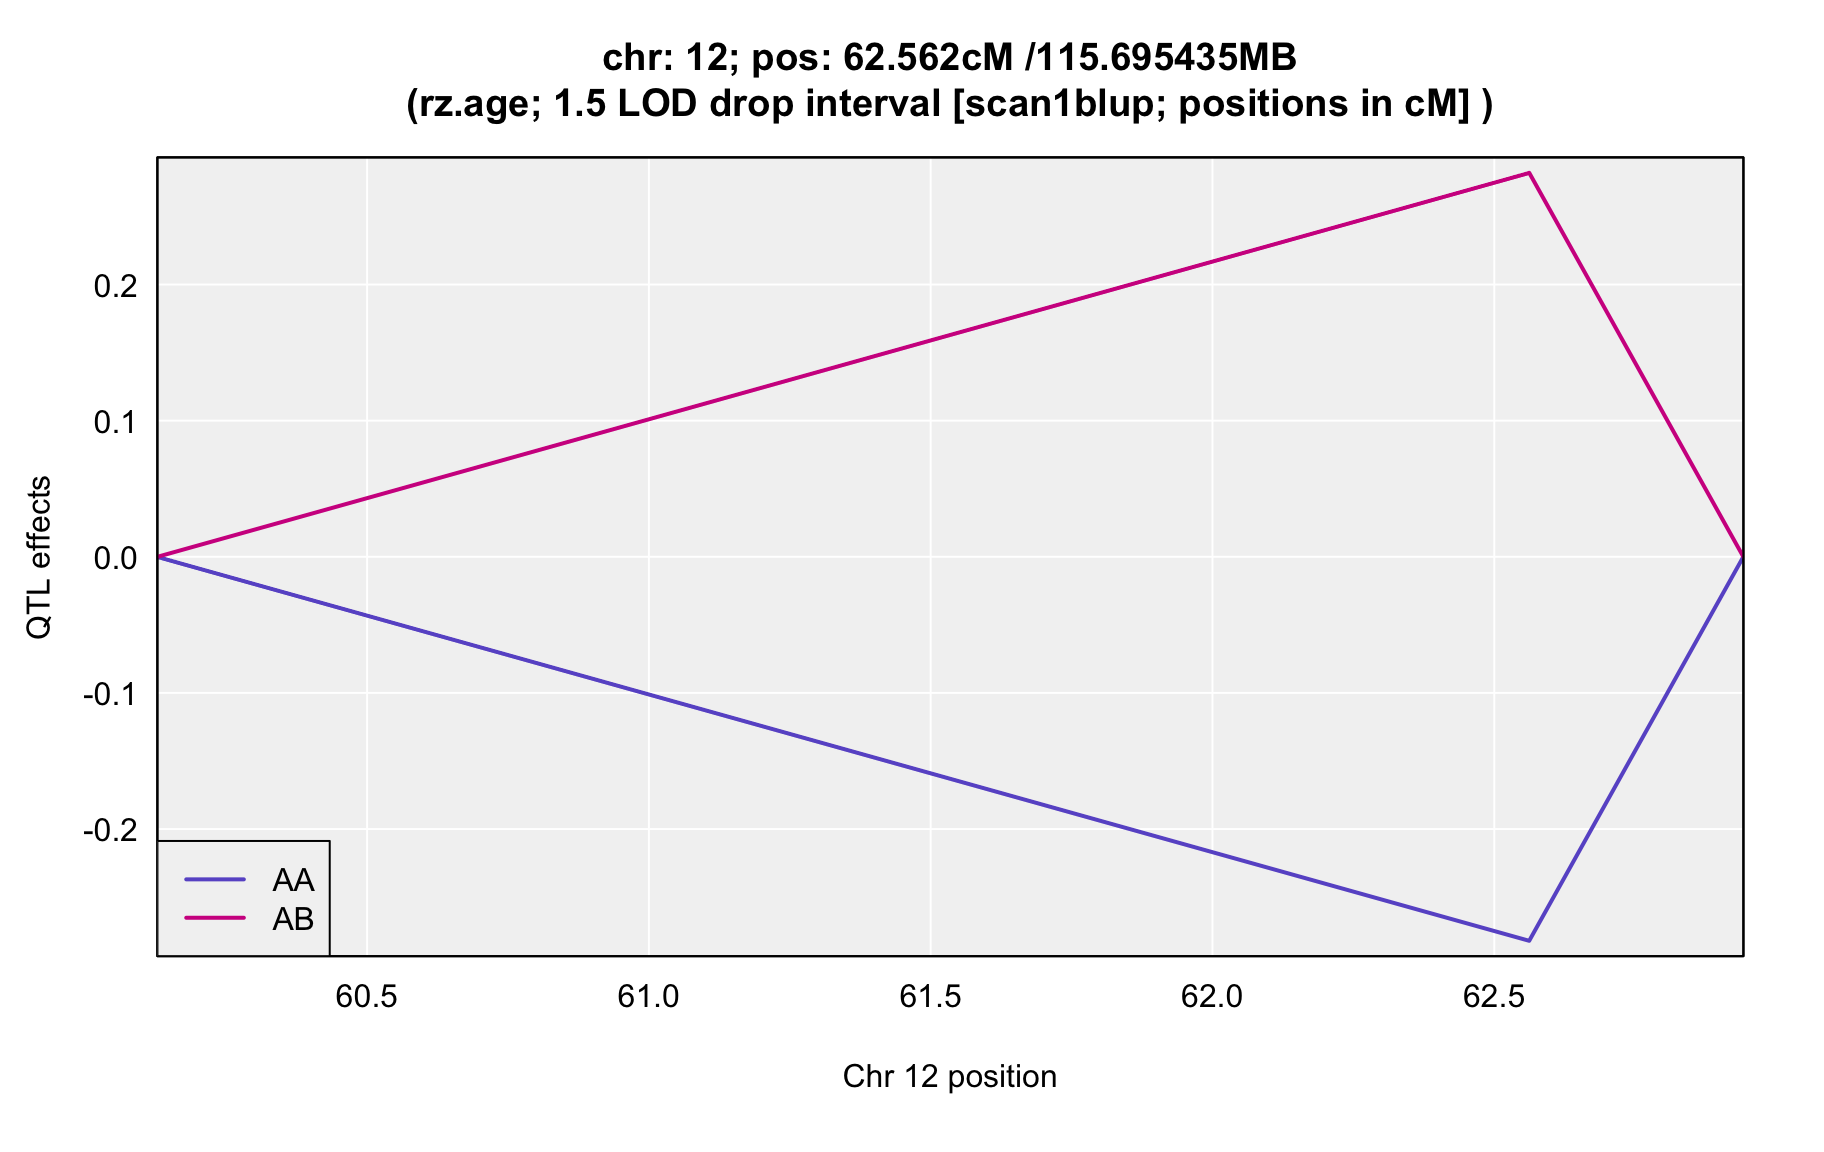 chr: 12; pos: 62.562cM /115.695435MB
(rz.age; 1.5 LOD drop interval [scan1blup; positions in cM] )
QTL effects
0.2
0.1
0.0
-0.1
-0.2
AA
AB
60.5 61.0 61.5 62.0 62.5
Chr 12 position